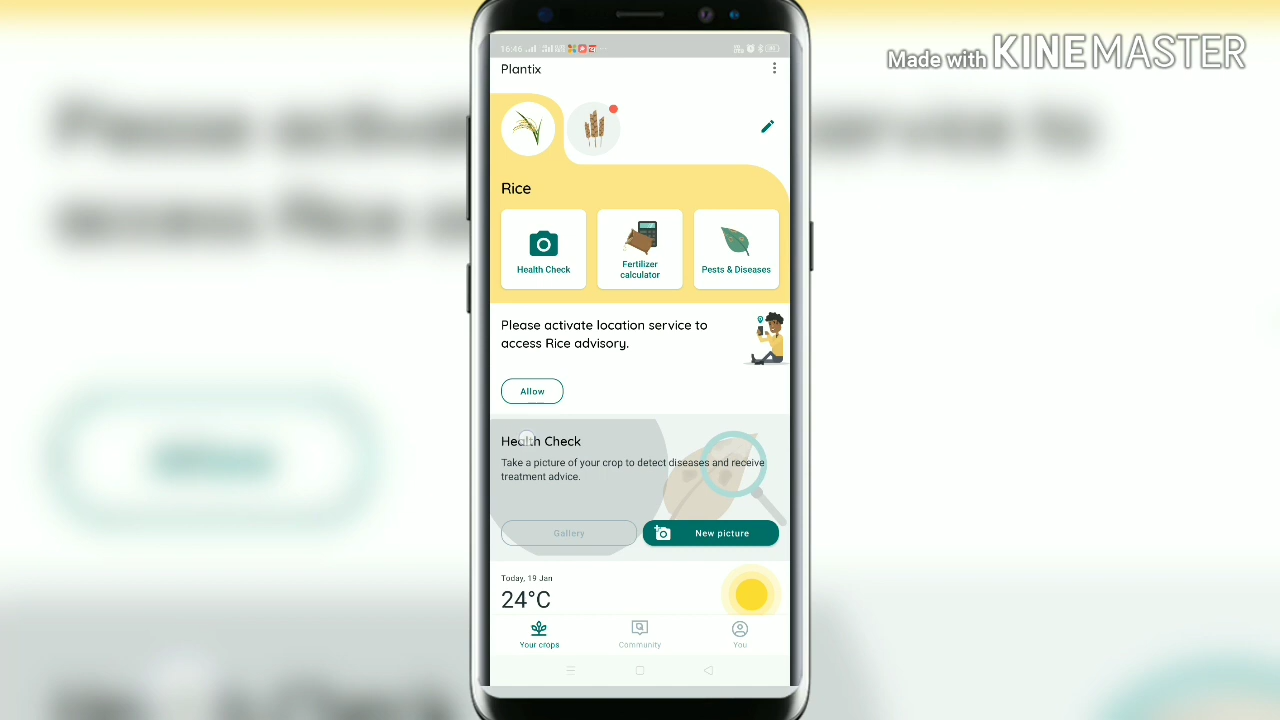 Made with KINEMASTER
16:46
Plantix
Rice
Health Check
Fertilizer
calculator
Pests & Diseases
Please activate location service to
access Rice advisory.
Allow
Health Check
Take a picture of your crop to detect diseases and receive
treatment advice.
Gallery
New picture
Today, 19 Jan
24°C
Your crops
Community
You